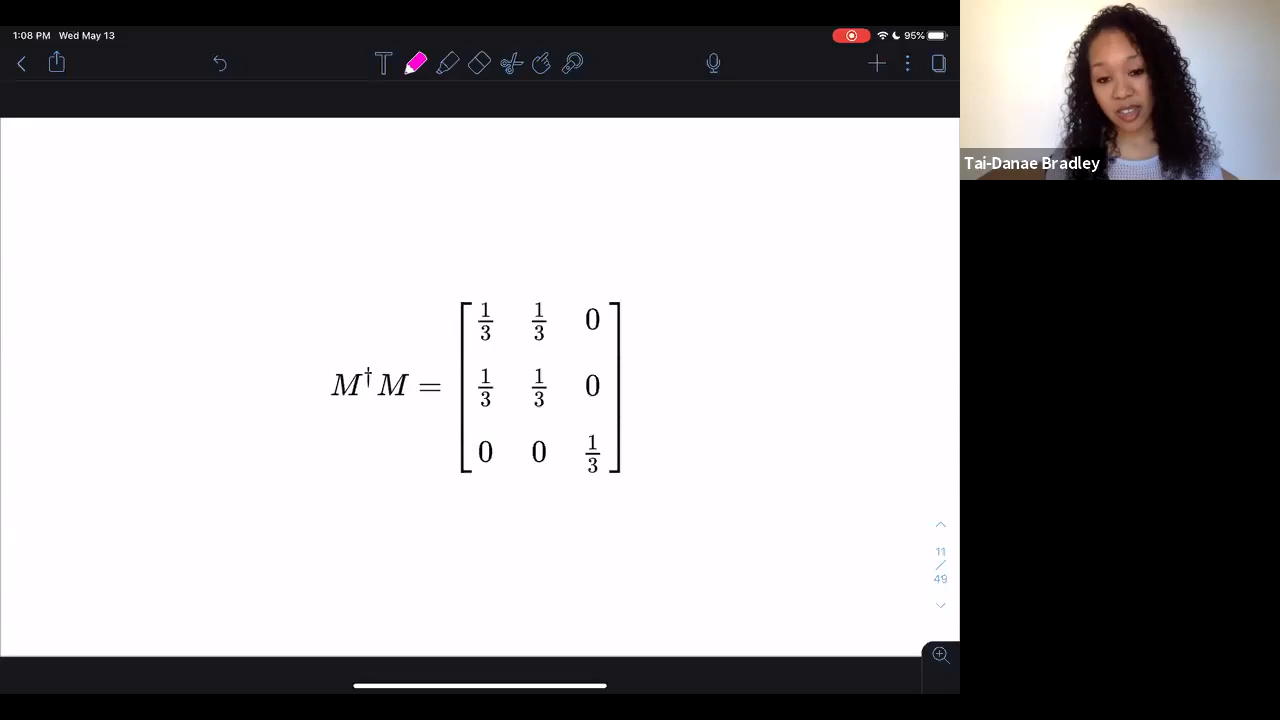 1:08 PM Wed May 13
95%
T
Tai-Danae Bradley
1/3 1/3 0
M†M = 1/3 1/3 0
0 0 1/3
11
/
49